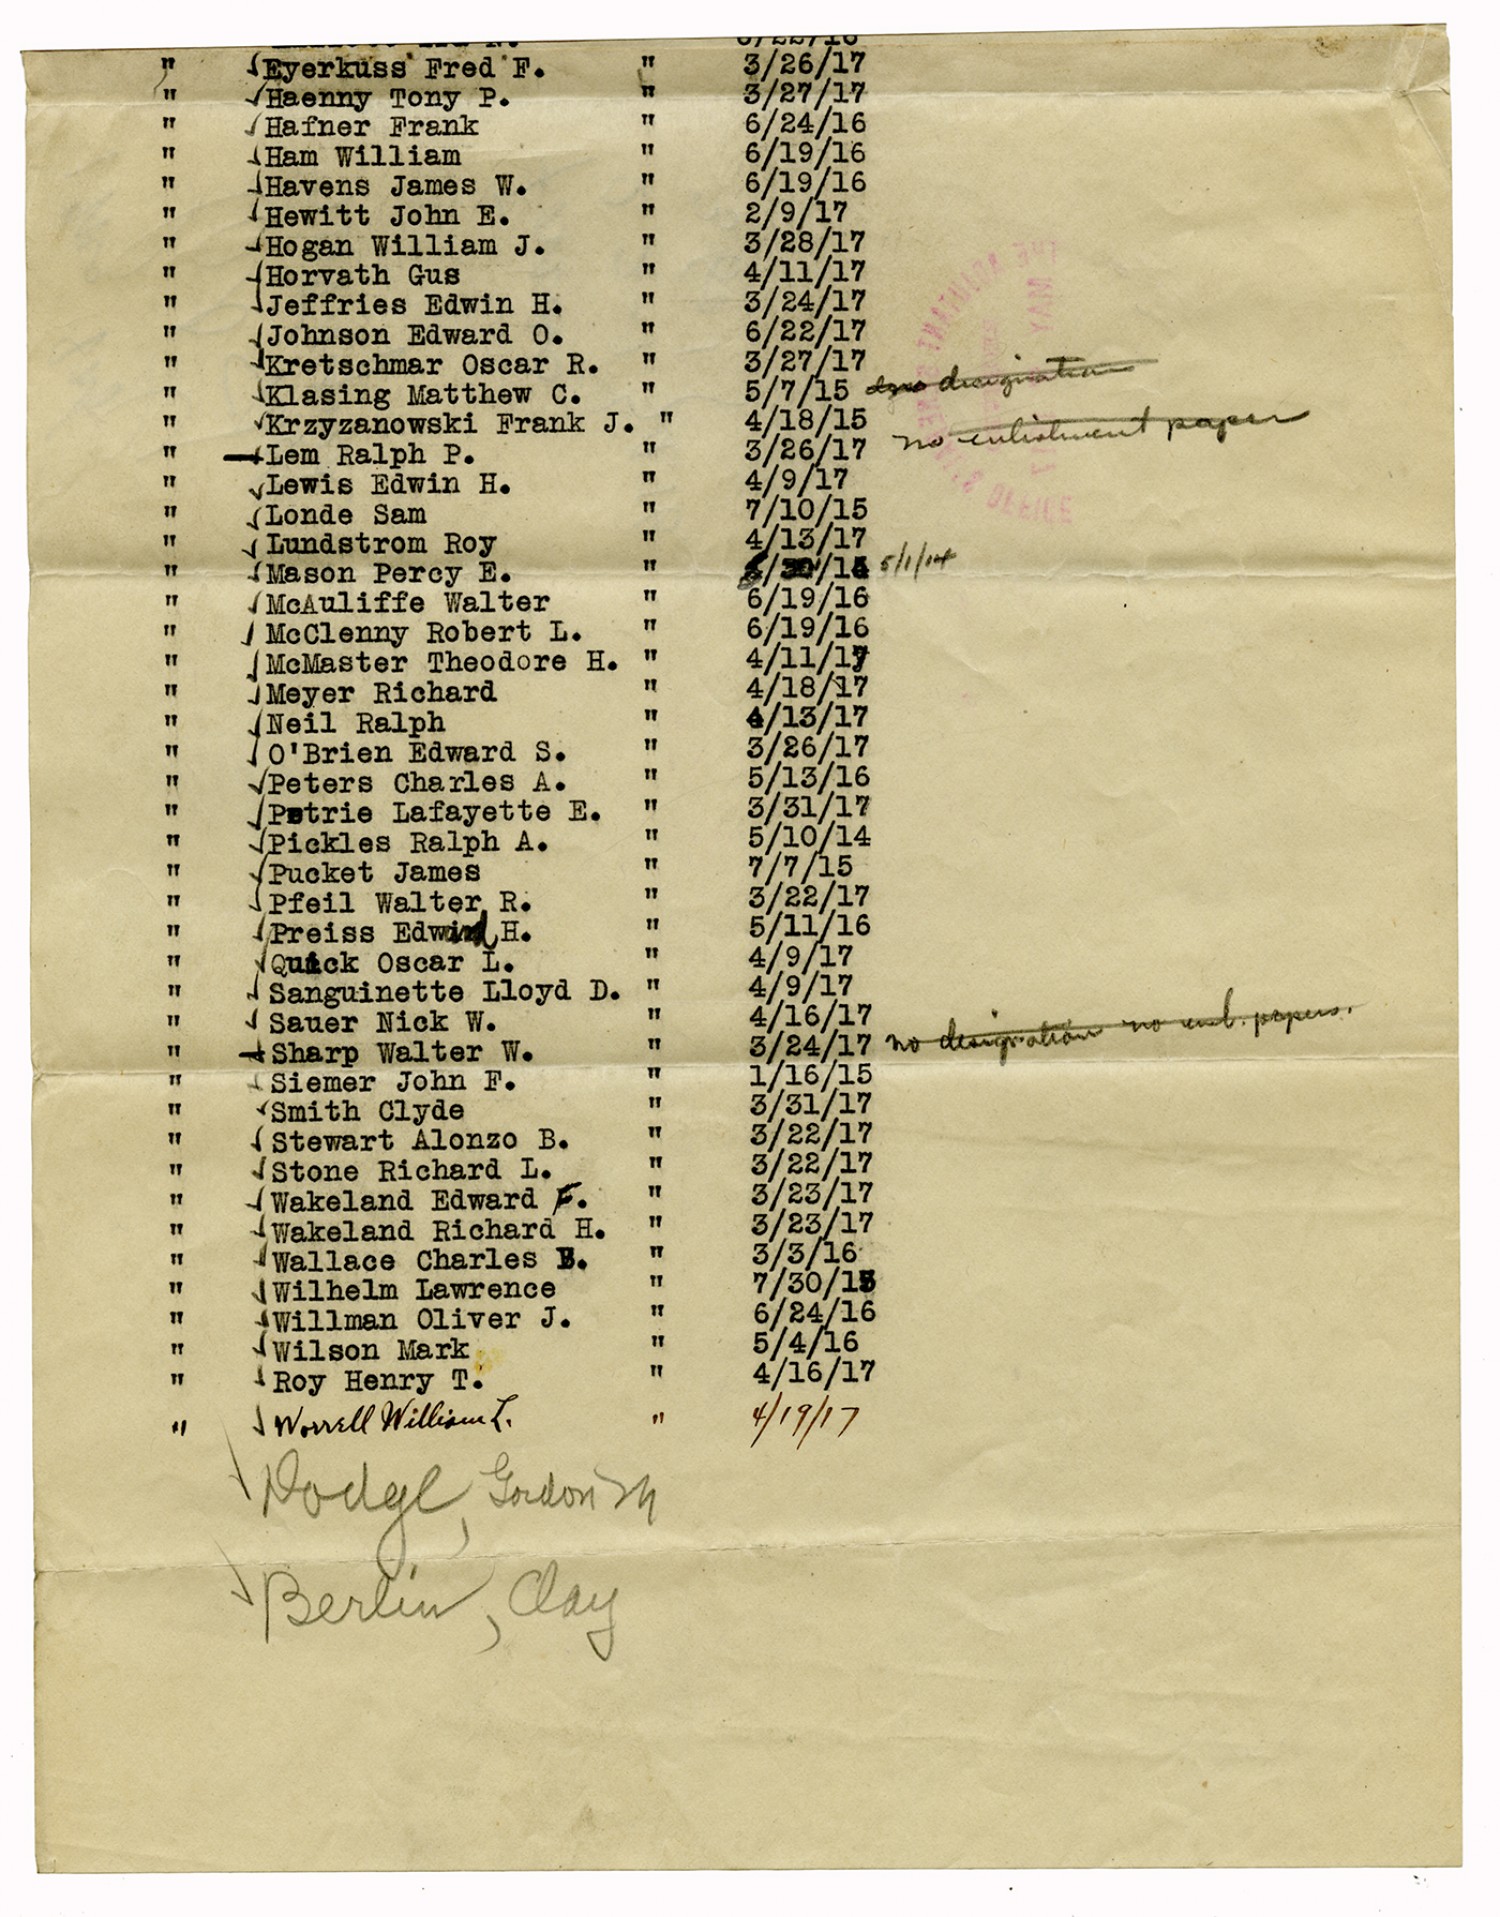 " Eyerkuss Fred F. " 3/26/17
" Haenny Tony P. " 3/27/17
" Hafner Frank " 6/24/16
" Ham William " 6/19/16
" Havens James W. " 6/19/16
" Hewitt John E. " 2/9/17
" Hogan William J. " 3/28/17
" Horvath Gus " 4/11/17
" Jeffries Edwin H. " 3/24/17
" Johnson Edward O. " 6/22/17
" Kretschmar Oscar R. " 3/27/17
" Klasing Matthew C. " 5/7/15 designation
" Krzyzanowski Frank J. " 4/18/15 no enlistment paper
" Lem Ralph P. " 3/26/17
" Lewis Edwin H. " 4/9/17
" Londe Sam " 7/10/15
" Lundstrom Roy " 4/13/17
" Mason Percy E. " 5/1/14
" McAuliffe Walter " 6/19/16
" McClenny Robert L. " 6/19/16
" McMaster Theodore H. " 4/11/17
" Meyer Richard " 4/18/17
" Neil Ralph " 4/13/17
" O'Brien Edward S. " 3/26/17
" Peters Charles A. " 5/13/16
" Petrie Lafayette E. " 3/31/17
" Pickles Ralph A. " 5/10/14
" Pucket James " 7/7/15
" Pfeil Walter R. " 3/22/17
" Preiss H. " 5/11/16
" Quick Oscar L. " 4/9/17
" Sanguinette Lloyd D. " 4/9/17
" Sauer Nick W. " 4/16/17
" Sharp Walter W. " 3/24/17 no designation no enl. papers.
" Siemer John F. " 1/16/15
" Smith Clyde " 3/31/17
" Stewart Alonzo B. " 3/22/17
" Stone Richard L. " 3/22/17
" Wakeland Edward F. " 3/23/17
" Wakeland Richard H. " 3/23/17
" Wallace Charles B. " 3/3/16
" Wilhelm Lawrence " 7/30/15
" Willman Oliver J. " 6/24/16
" Wilson Mark " 5/4/16
" Roy Henry T. " 4/16/17
" Worrell William L. " 4/19/17
Dodge, Gordon M
Berlin, Clay